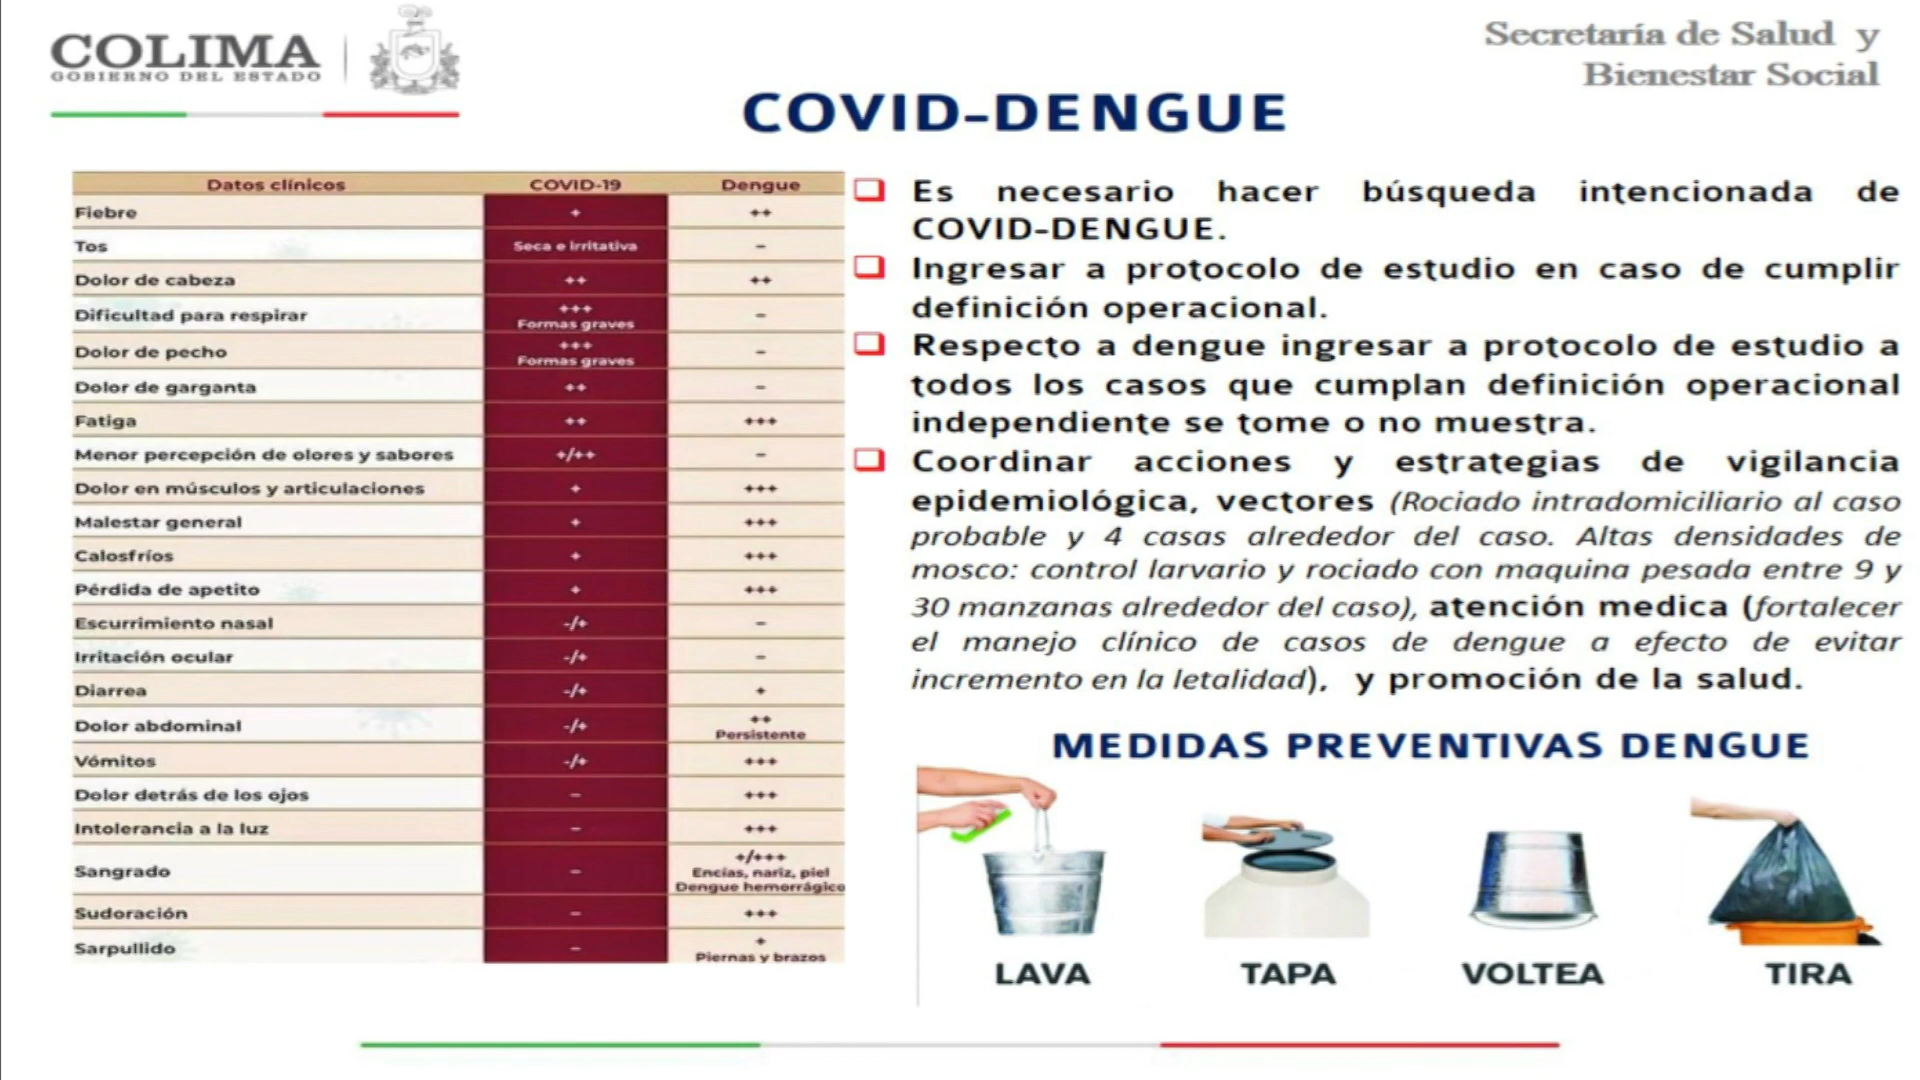 COLIMA
GOBIERNO DEL ESTADO
Secretaría de Salud y
Bienestar Social
COVID-DENGUE
Datos clínicos COVID-19 Dengue
Fiebre + ++
Tos Seca e irritativa -
Dolor de cabeza ++ ++
Dificultad para respirar +++ Formas graves -
Dolor de pecho +++ Formas graves -
Dolor de garganta ++ -
Fatiga ++ +++
Menor percepción de olores y sabores +/++ -
Dolor en músculos y articulaciones + +++
Malestar general + +++
Calosfríos + +++
Pérdida de apetito + +++
Escurrimiento nasal -/+ -
Irritación ocular -/+ -
Diarrea -/+ +
Dolor abdominal -/+ ++ Persistente
Vómitos -/+ +++
Dolor detrás de los ojos - +++
Intolerancia a la luz - +++
Sangrado - +/+++
Encías, nariz, piel
Dengue hemorrágico
Sudoración - +++
Sarpullido - +
Piernas y brazos
Es necesario hacer búsqueda intencionada de
COVID-DENGUE.
Ingresar a protocolo de estudio en caso de cumplir
definición operacional.
Respecto a dengue ingresar a protocolo de estudio a
todos los casos que cumplan definición operacional
independiente se tome o no muestra.
Coordinar acciones y estrategias de vigilancia
epidemiológica, vectores (Rociado intradomiciliario al caso
probable y 4 casas alrededor del caso. Altas densidades de
mosco: control larvario y rociado con maquina pesada entre 9 y
30 manzanas alrededor del caso), atención medica (fortalecer
el manejo clínico de casos de dengue a efecto de evitar
incremento en la letalidad), y promoción de la salud.
MEDIDAS PREVENTIVAS DENGUE
LAVA TAPA VOLTEA TIRA